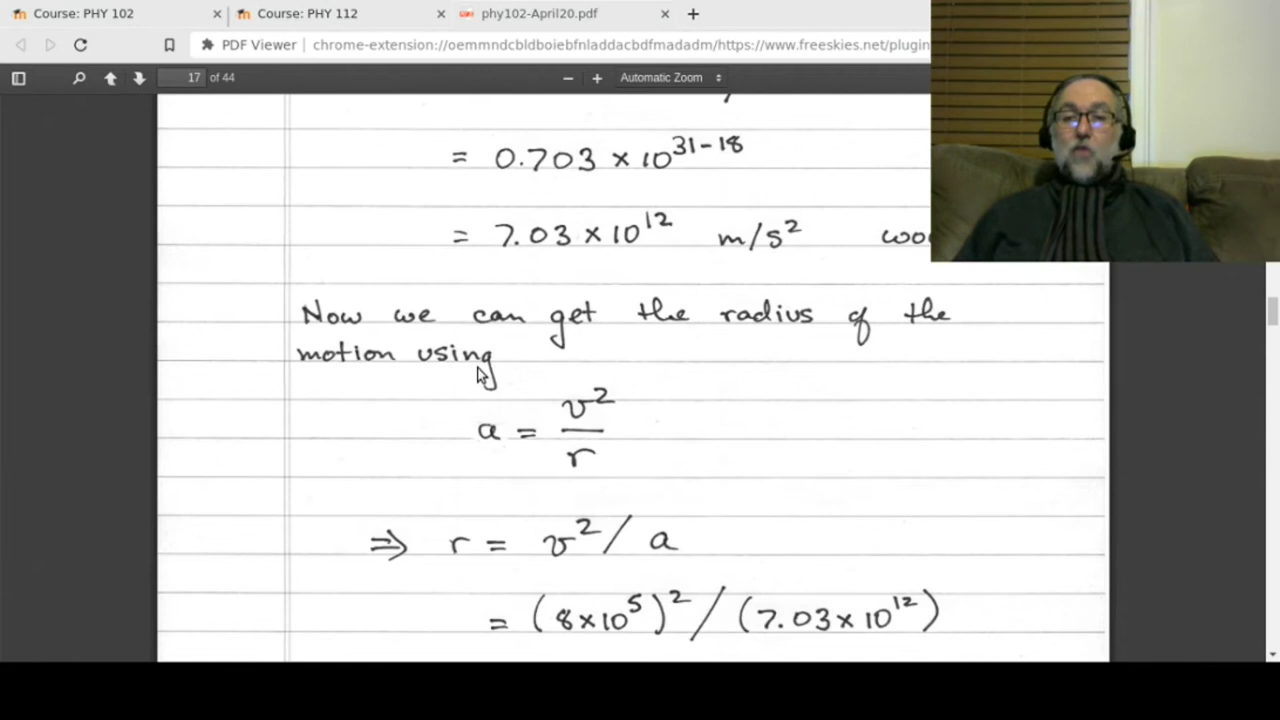 Course: PHY 102
Course: PHY 112
phy102-April20.pdf
PDF Viewer chrome-extension://oemmndcbldboiebfnladdacbdfmadadm/https://www.freeskies.net/plugin
17 of 44
Automatic Zoom
= 0.703 × 10^31-18
= 7.03 × 10^12 m/s^2 woo
Now we can get the radius of the
motion using
a = v^2 / r
⇒ r = v^2 / a
= (8×10^5)^2 / (7.03 × 10^12)